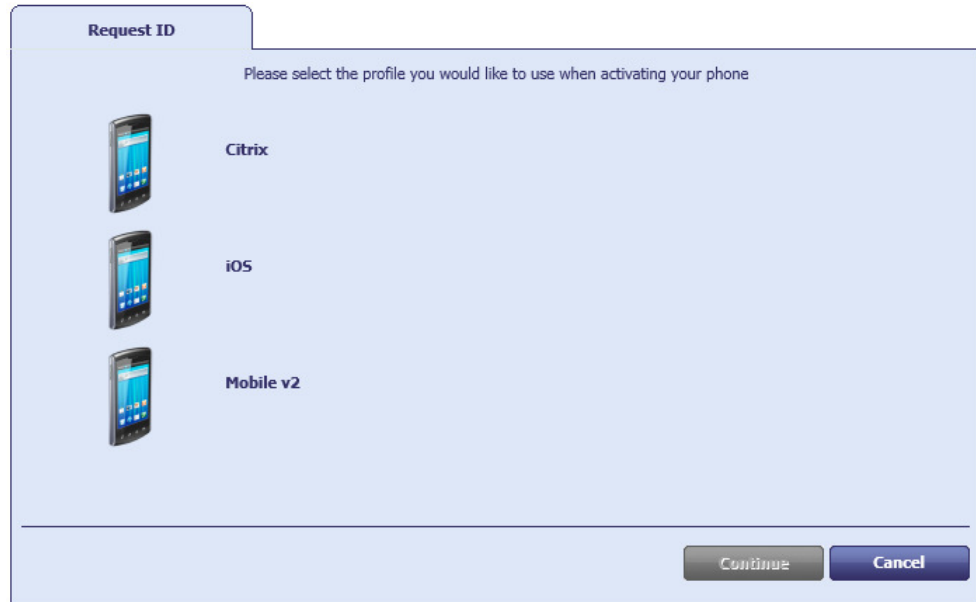 Request ID
Please select the profile you would like to use when activating your phone
Citrix
iOS
Mobile v2
Continue
Cancel